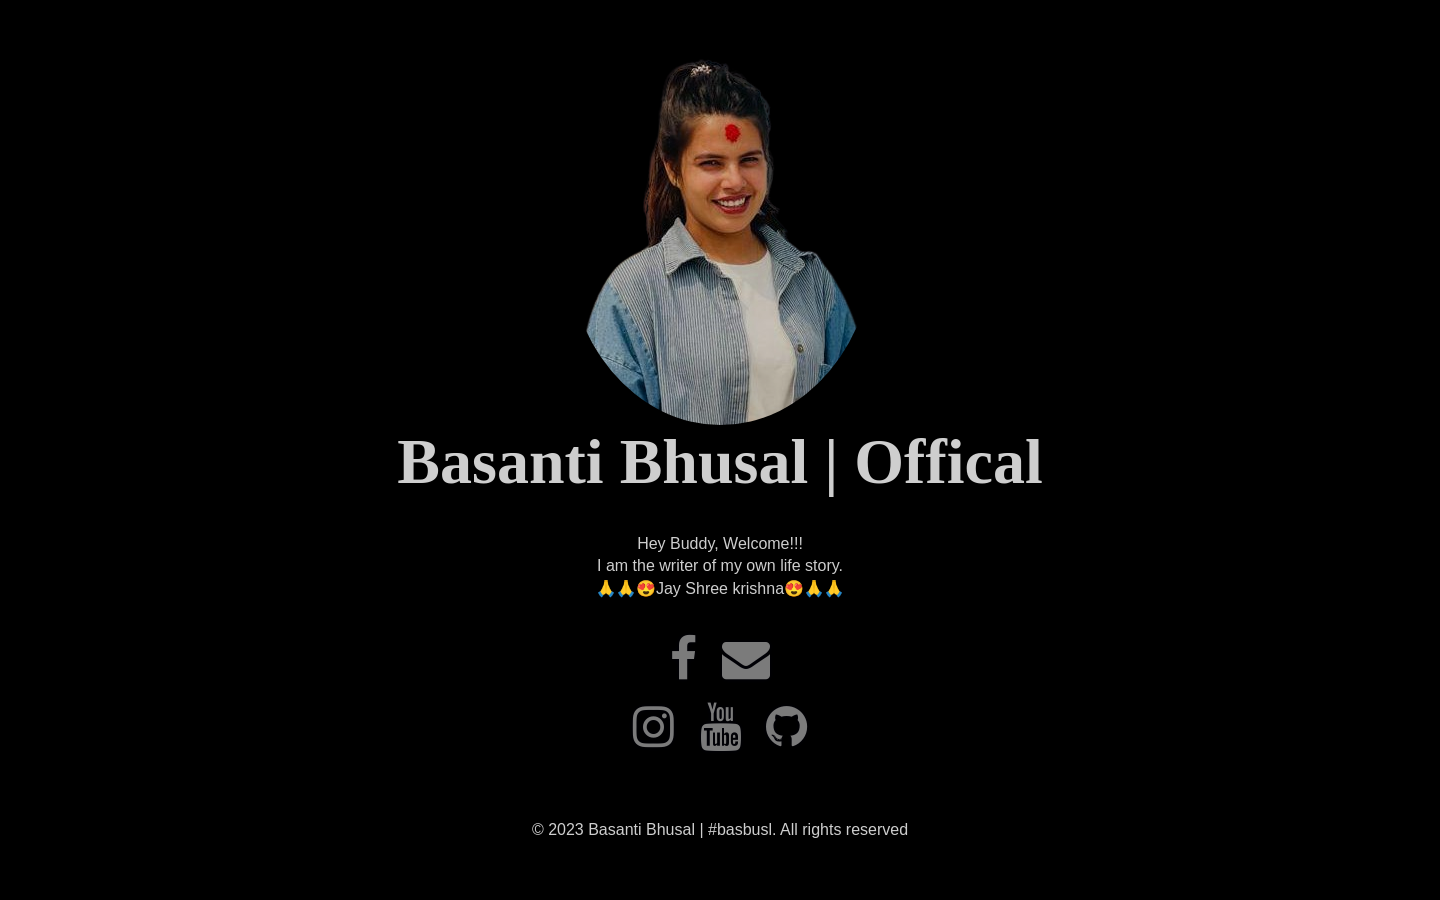 Basanti Bhusal | Offical
Hey Buddy, Welcome!!!
I am the writer of my own life story.
🙏🙏😍Jay Shree krishna😍🙏🙏
You
Tube
© 2023 Basanti Bhusal | #basbusl. All rights reserved